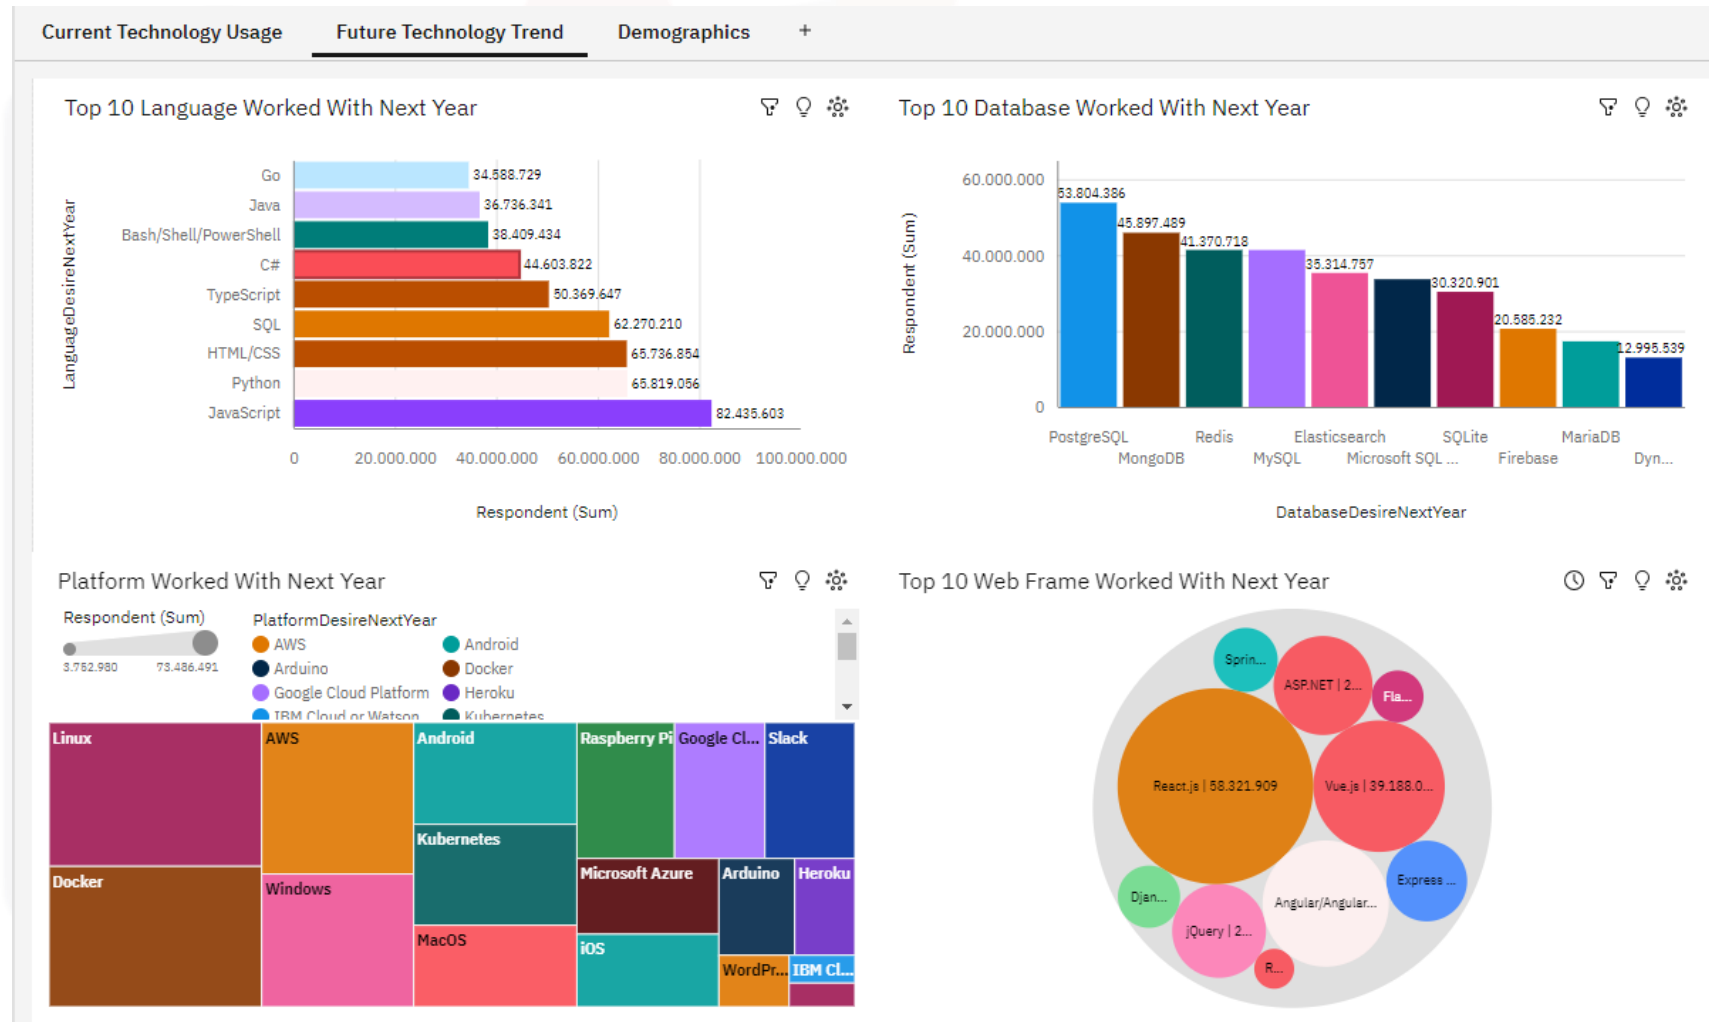 Current Technology Usage
Future Technology Trend
Demographics
+
Top 10 Language Worked With Next Year
LanguageDesireNextYear
Go
34.588.729
Java
36.736.341
Bash/Shell/PowerShell
38.409.434
C#
44.603.822
TypeScript
50.369.647
SQL
62.270.210
HTML/CSS
65.736.854
Python
65.819.056
JavaScript
82.435.603
0 20.000.000 40.000.000 60.000.000 80.000.000 100.000.000
Respondent (Sum)
Top 10 Database Worked With Next Year
Respondent (Sum)
60.000.000
40.000.000
20.000.000
0
53.804.386
45.897.489
41.370.718
35.314.757
30.320.901
20.585.232
12.995.539
PostgreSQL
MongoDB
Redis
MySQL
Elasticsearch
Microsoft SQL ...
SQLite
Firebase
MariaDB
Dyn...
DatabaseDesireNextYear
Platform Worked With Next Year
Respondent (Sum)
3.752.980 73.486.491
PlatformDesireNextYear
AWS
Android
Arduino
Docker
Google Cloud Platform
Heroku
IBM Cloud or Watson
Kubernetes
Linux
AWS
Android
Raspberry Pi
Google Cl...
Slack
Kubernetes
Docker
Windows
Microsoft Azure
Arduino
Heroku
MacOS
iOS
WordPr...
IBM Cl...
Top 10 Web Frame Worked With Next Year
Sprin...
ASP.NET | 2...
Fla...
React.js | 58.321.909
Vue.js | 39.188.0...
Express ...
Djan...
Angular/Angular...
jQuery | 2...
R...